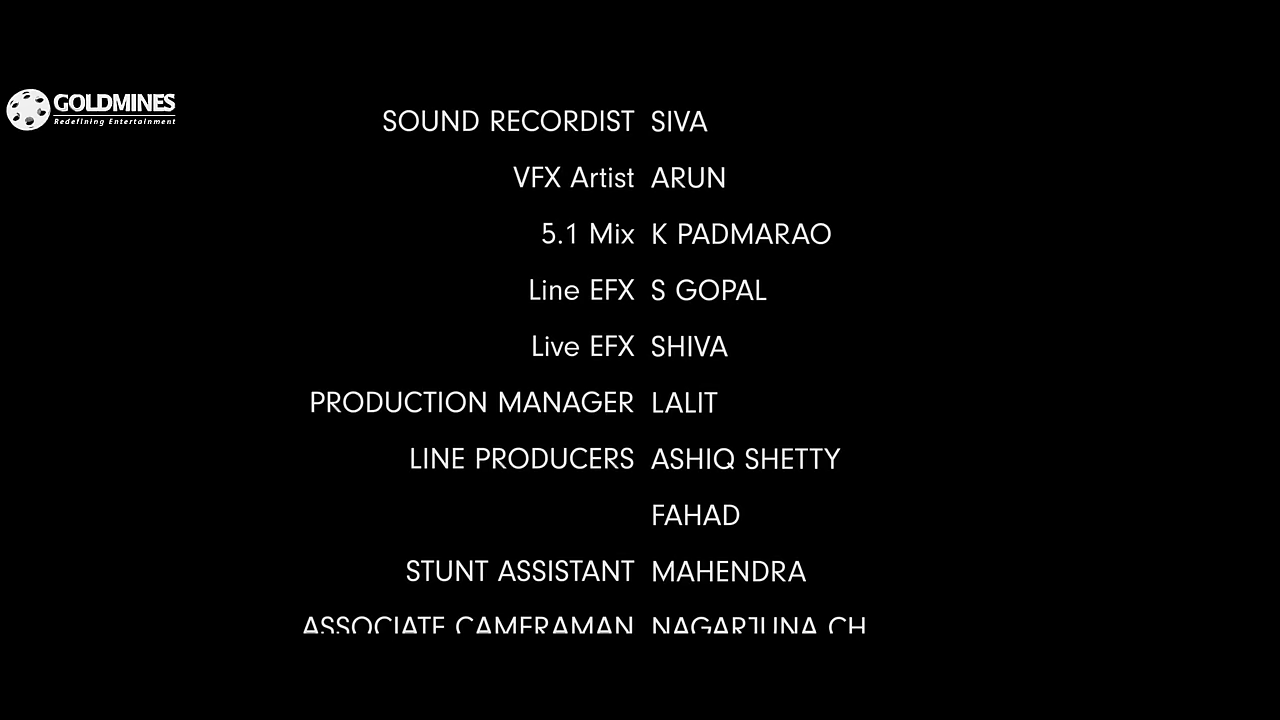 GOLDMINES
Redefining Entertainment
SOUND RECORDIST SIVA
VFX Artist ARUN
5.1 Mix K PADMARAO
Line EFX S GOPAL
Live EFX SHIVA
PRODUCTION MANAGER LALIT
LINE PRODUCERS ASHIQ SHETTY
FAHAD
STUNT ASSISTANT MAHENDRA
ASSOCIATE CAMERAMAN NAGARJUNA CH